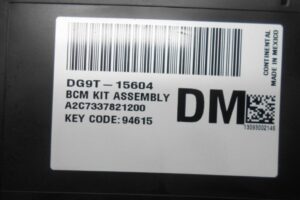 DG9T-15604
BCM KIT ASSEMBLY
A2C7337821200
KEY CODE: 94615
DM
CONTINENTAL
MADE IN MEXICO